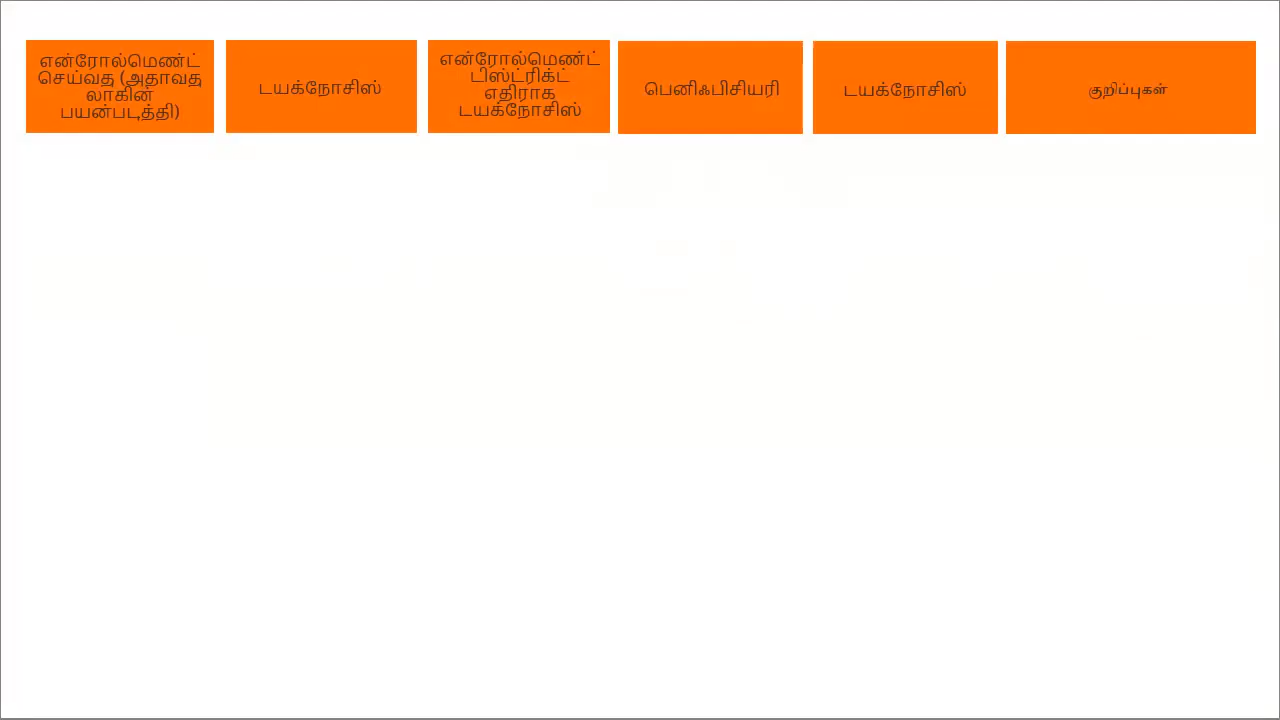 என்ரோல்மெண்ட்
செய்வது (அதாவது
லாகின்
பயன்படுத்தி)
டயக்நோசிஸ்
என்ரோல்மெண்ட்
டிஸ்ட்ரிக்ட்
எதிராக
டயக்நோசிஸ்
பெனிஃபிசியரி
டயக்நோசிஸ்
குறிப்புகள்